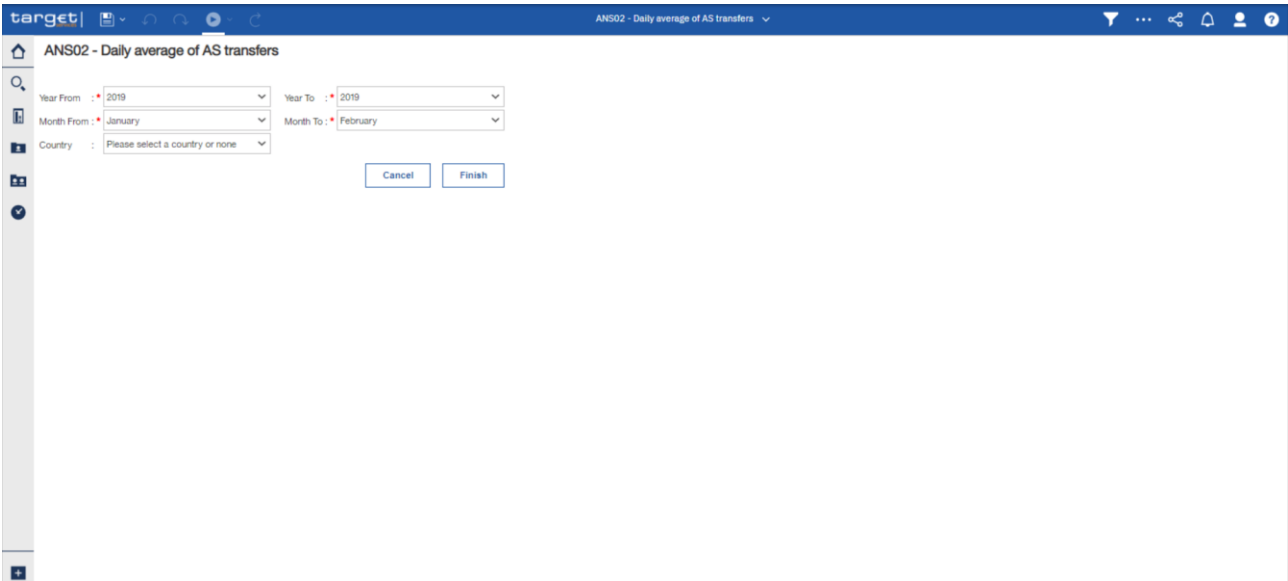 target|
ANS02 - Daily average of AS transfers
ANS02 - Daily average of AS transfers
Year From : * 2019 Year To : * 2019
Month From : * January Month To : * February
Country : Please select a country or none
Cancel Finish